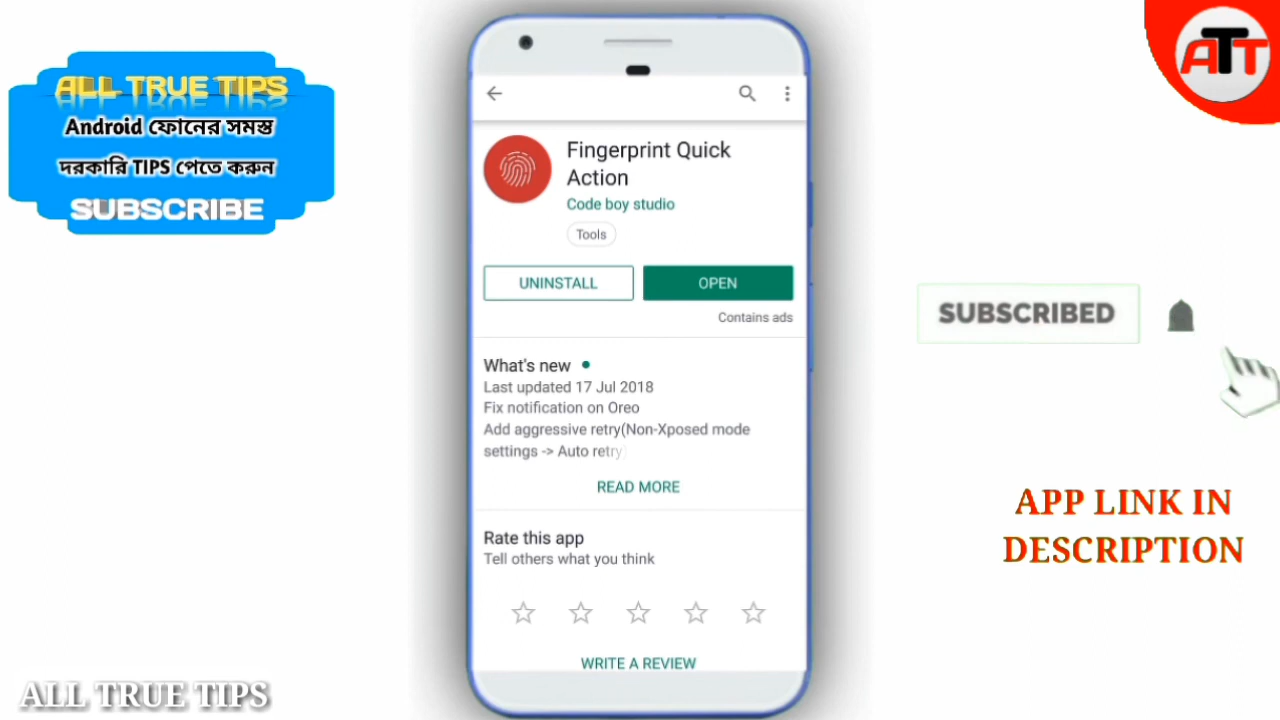 ALL TRUE TIPS
Android ফোনের সমস্ত
দরকারি TIPS পেতে করুন
SUBSCRIBE
ATT
Fingerprint Quick
Action
Code boy studio
Tools
UNINSTALL
OPEN
Contains ads
What's new
Last updated 17 Jul 2018
Fix notification on Oreo
Add aggressive retry(Non-Xposed mode
settings -> Auto retry)
READ MORE
Rate this app
Tell others what you think
WRITE A REVIEW
SUBSCRIBED
APP LINK IN
DESCRIPTION
ALL TRUE TIPS